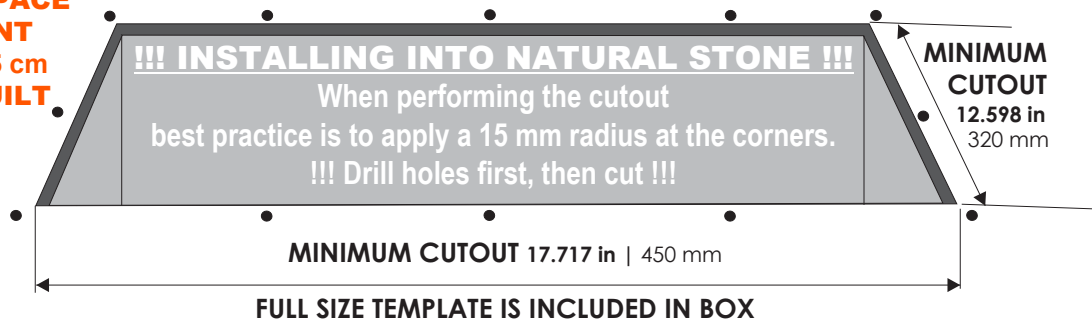 !!! INSTALLING INTO NATURAL STONE !!!
When performing the cutout
best practice is to apply a 15 mm radius at the corners.
!!! Drill holes first, then cut !!!
MINIMUM
CUTOUT
12.598 in
320 mm
MINIMUM CUTOUT 17.717 in | 450 mm
FULL SIZE TEMPLATE IS INCLUDED IN BOX
cm